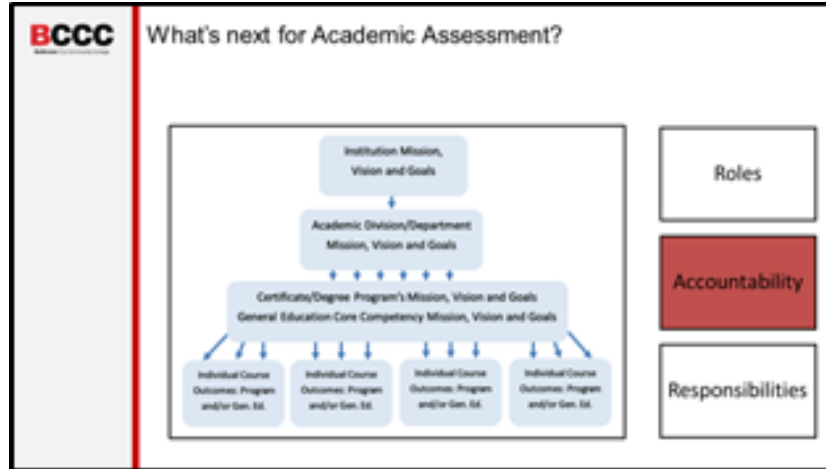 BCCC
What's next for Academic Assessment?
Institution Mission,
Vision and Goals
Academic Division/Department
Mission, Vision and Goals
Certificate/Degree Program's Mission, Vision and Goals
General Education Core Competency Mission, Vision and Goals
Individual Course
Outcomes: Program
and/or Gen. Ed.
Individual Course
Outcomes: Program
and/or Gen. Ed.
Individual Course
Outcomes: Program
and/or Gen. Ed.
Individual Course
Outcomes: Program
and/or Gen. Ed.
Roles
Accountability
Responsibilities